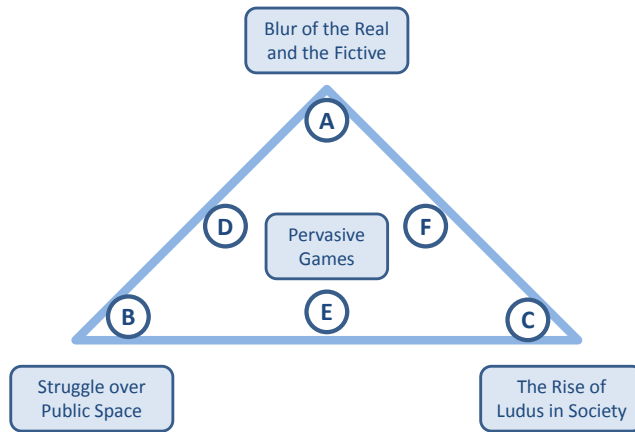 Blur of the Real
and the Fictive
A
D
F
Pervasive
Games
B
E
C
Struggle over
Public Space
The Rise of
Ludus in Society